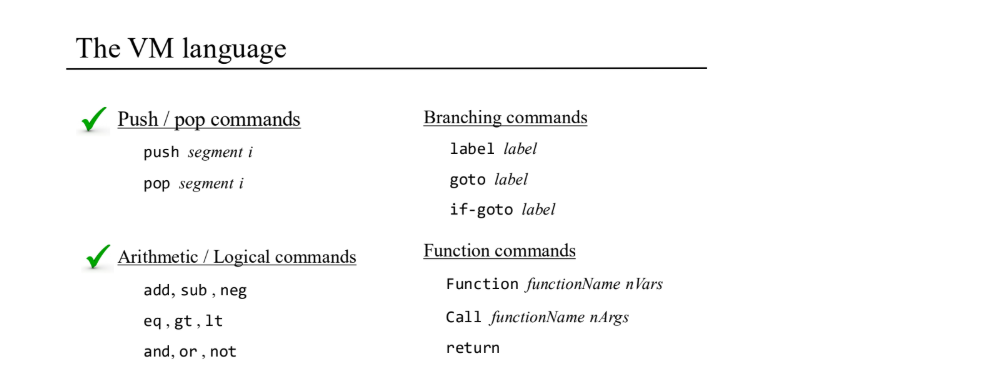 The VM language
Push / pop commands
push segment i
pop segment i
Arithmetic / Logical commands
add, sub , neg
eq , gt , lt
and, or , not
Branching commands
label label
goto label
if-goto label
Function commands
Function functionName nVars
Call functionName nArgs
return